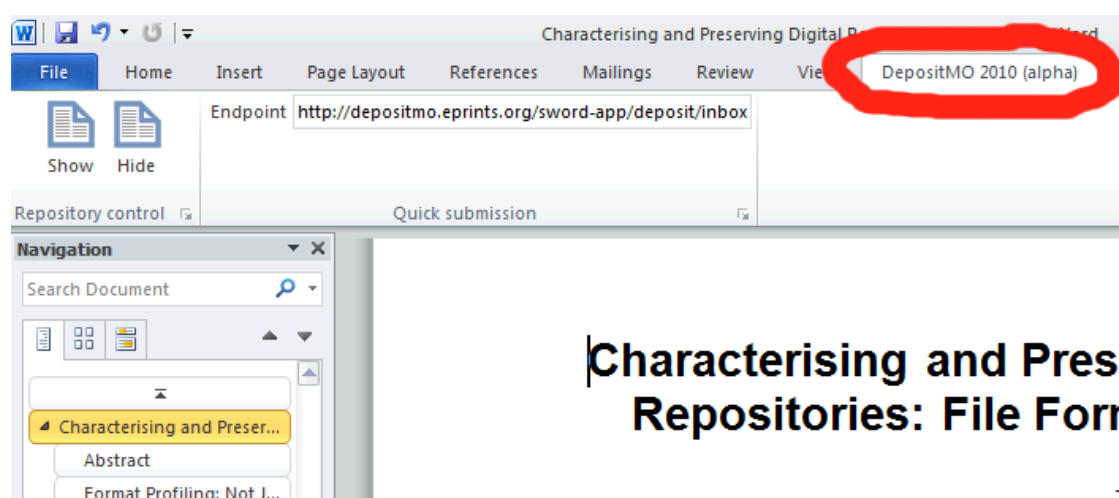 Characterising and Preserving Digital
File Home Insert Page Layout References Mailings Review DepositMO 2010 (alpha)
Endpoint http://depositmo.eprints.org/sword-app/deposit/inbox
Show Hide
Repository control Quick submission
Navigation
Search Document
Characterising and Pres
Repositories: File For
Characterising and Preser...
Abstract
Format Profiling: Not J...